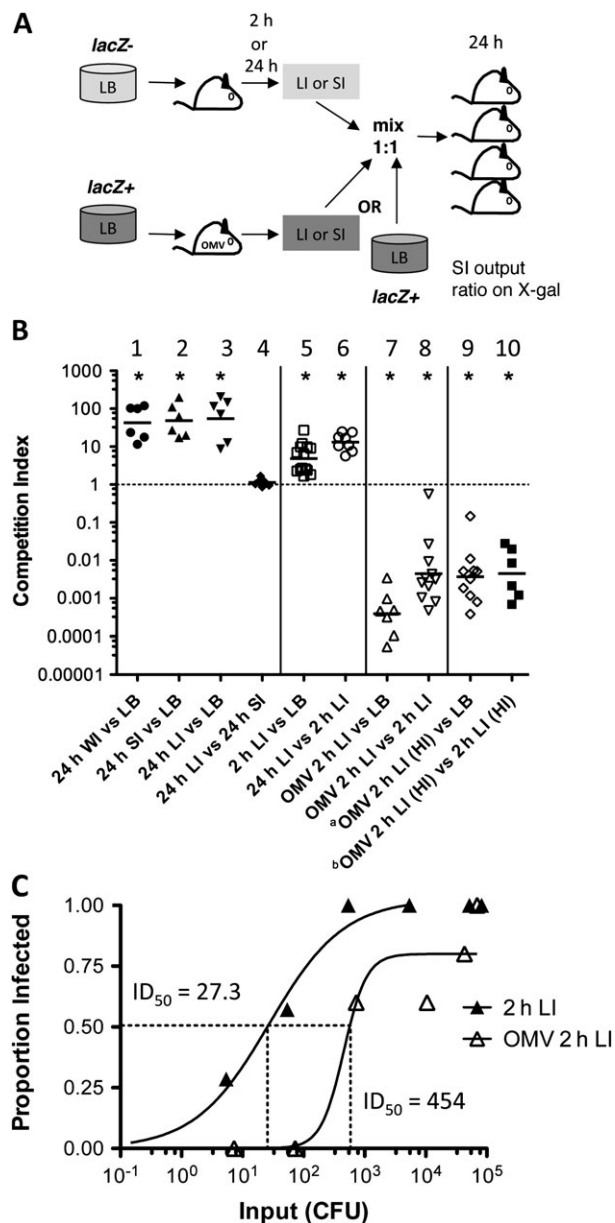 A
lacZ-
LB
2 h
or
24 h
LI or SI
24 h
mix
1:1
lacZ+
LB
OMV
LI or SI
OR
LB
lacZ+
SI output
ratio on X-gal
B
1 2 3 4 5 6 7 8 9 10
* * * * * * * * *
Competition Index
1000
100
10
1
0.1
0.01
0.001
0.0001
0.00001
24 h WI vs LB
24 h SI vs LB
24 h LI vs LB
24 h LI vs 24 h SI
2 h LI vs LB
24 h LI vs 2 h LI
OMV 2 h LI vs LB
OMV 2 h LI vs 2 h LI
aOMV 2 h LI (HI) vs LB
bOMV 2 h LI (HI) vs 2 h LI (HI)
C
Proportion Infected
1.00
0.75
0.50
0.25
0.00
ID50 = 27.3
ID50 = 454
2 h LI
OMV 2 h LI
10-1 100 101 102 103 104 105
Input (CFU)